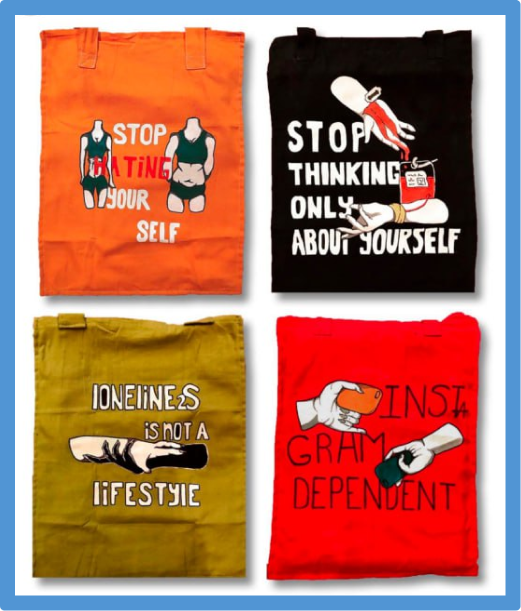 STOP
HATING
YOUR
SELF
STOP
THINKING
ONLY
ABOUT YOURSELF
lONEliNE2S
iS NOT A
liFESTYlE
INSTA
GRAM
DEPENDENT